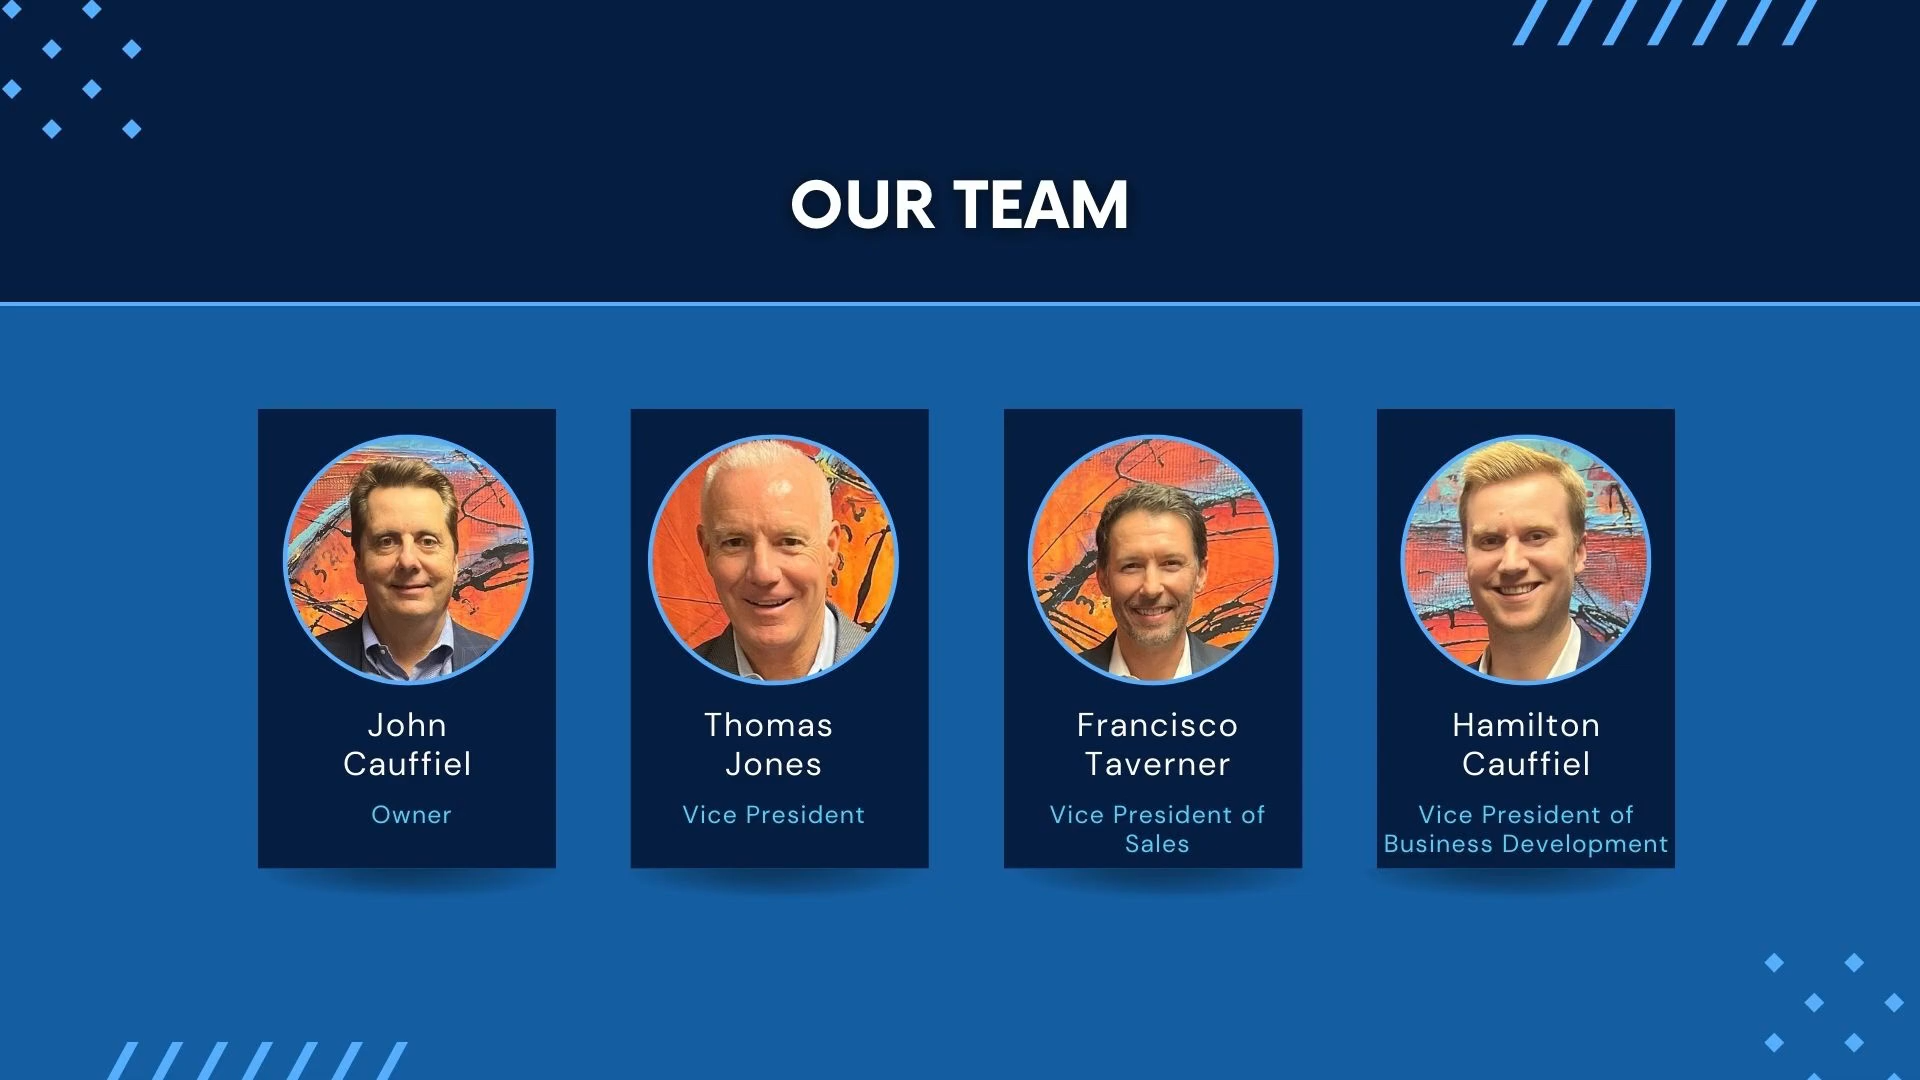 OUR TEAM
John
Cauffiel
Owner
Thomas
Jones
Vice President
Francisco
Taverner
Vice President of
Sales
Hamilton
Cauffiel
Vice President of
Business Development